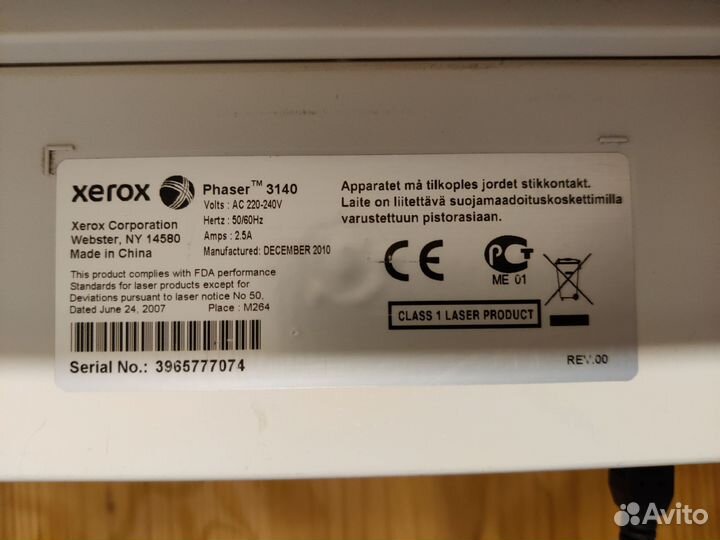 xerox Phaser™ 3140
Volts : AC 220-240V
Hertz : 50/60Hz
Amps : 2.5A
Manufactured: DECEMBER 2010
Xerox Corporation
Webster, NY 14580
Made in China
This product complies with FDA performance
Standards for laser products except for
Deviations pursuant to laser notice No 50,
Dated June 24, 2007 Place : M264
Serial No.: 3965777074
Apparatet må tilkoples jordet stikkontakt.
Laite on liitettävä suojamaadoituskoskettimilla
varustettuun pistorasiaan.
CE
РСТ
ME 01
CLASS 1 LASER PRODUCT
REV.00
Avito